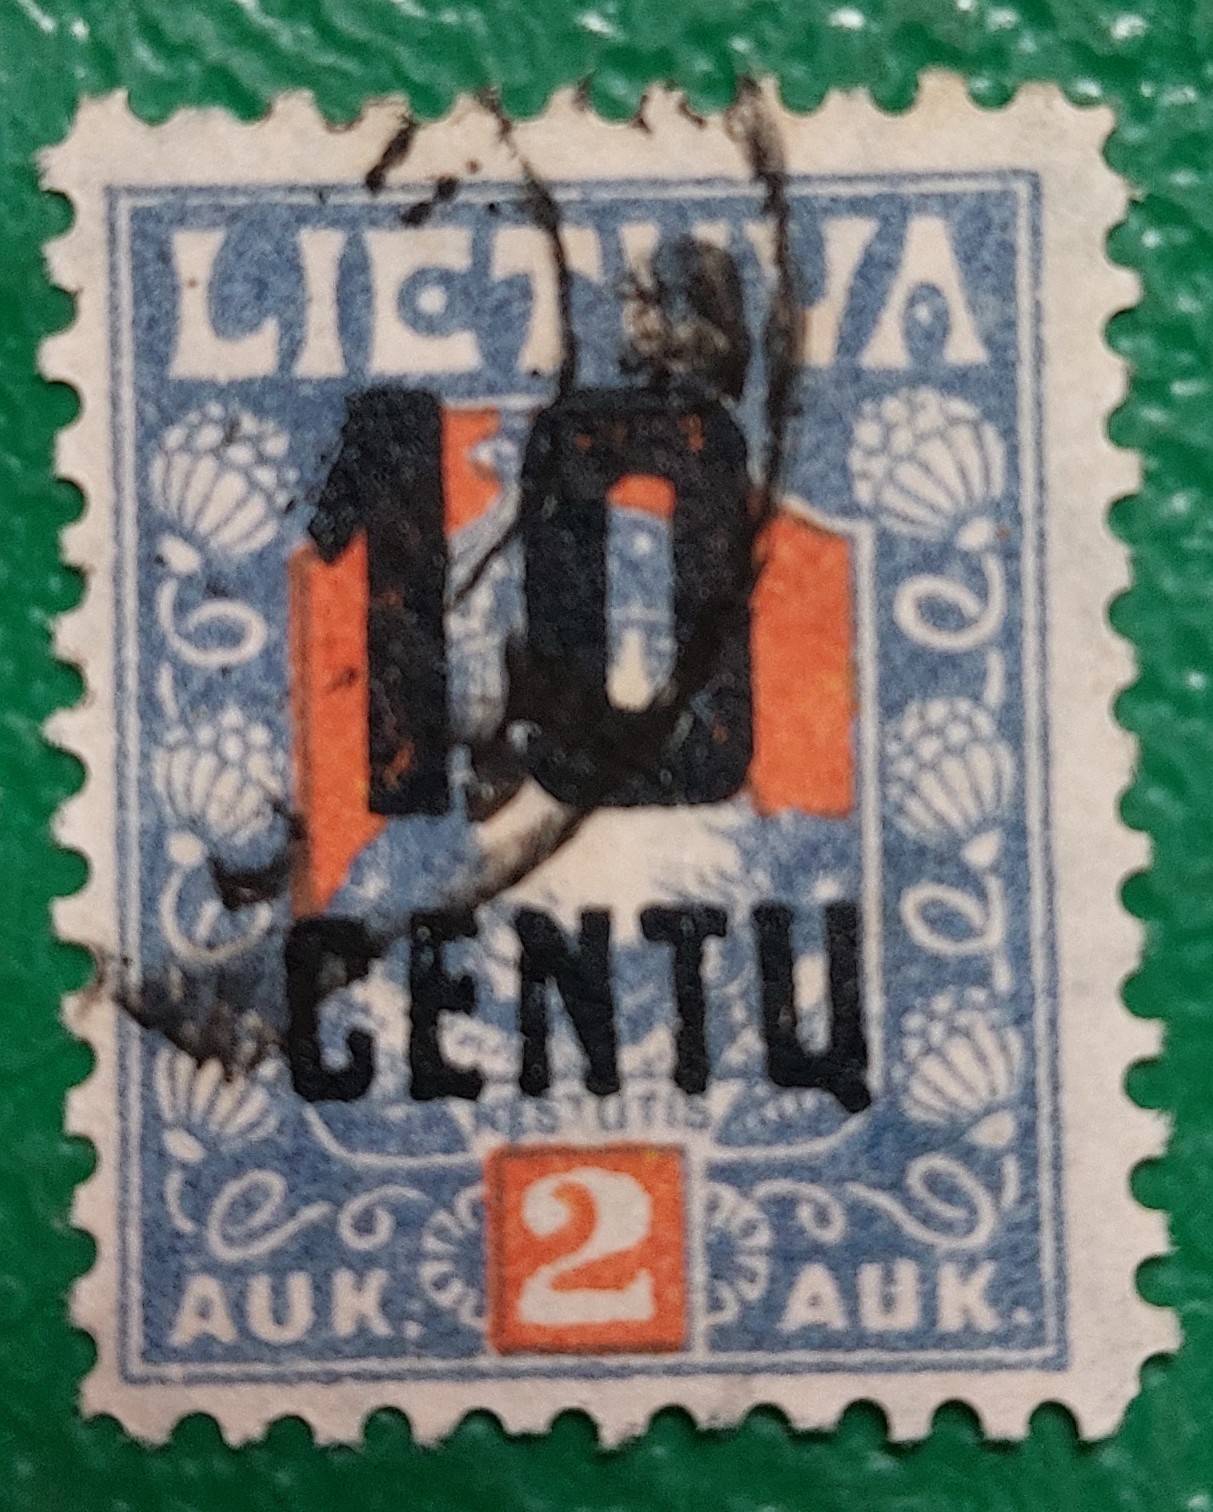 LIETUVA
10
CENTŲ
KESTUTIS
AUK. 2 AUK.